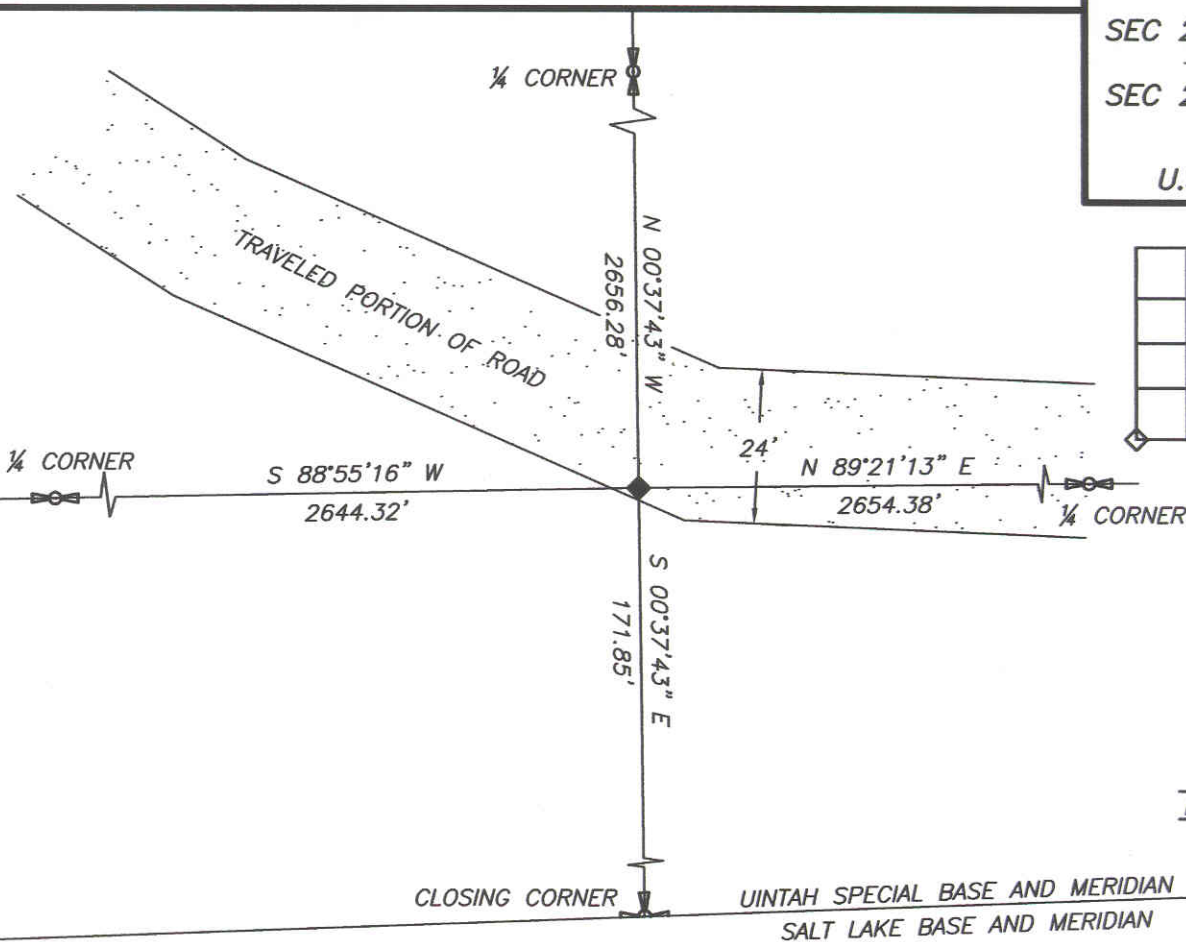 SEC 2
SEC 2
U.
¼ CORNER
N 00°37'43" W
2656.28'
TRAVELED PORTION OF ROAD
24'
¼ CORNER
S 88°55'16" W
2644.32'
N 89°21'13" E
2654.38'
¼ CORNER
S 00°37'43" E
171.85'
CLOSING CORNER
UINTAH SPECIAL BASE AND MERIDIAN
SALT LAKE BASE AND MERIDIAN